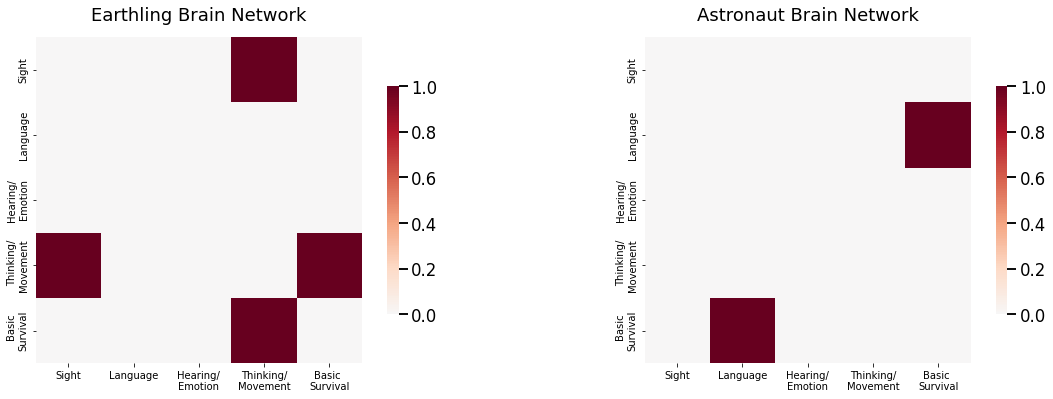 Earthling Brain Network
Sight
Language
Hearing/
Emotion
Thinking/
Movement
Basic
Survival
Sight
Language
Hearing/
Emotion
Thinking/
Movement
Basic
Survival
1.0
0.8
0.6
0.4
0.2
0.0
Astronaut Brain Network
Sight
Language
Hearing/
Emotion
Thinking/
Movement
Basic
Survival
Sight
Language
Hearing/
Emotion
Thinking/
Movement
Basic
Survival
1.0
0.8
0.6
0.4
0.2
0.0